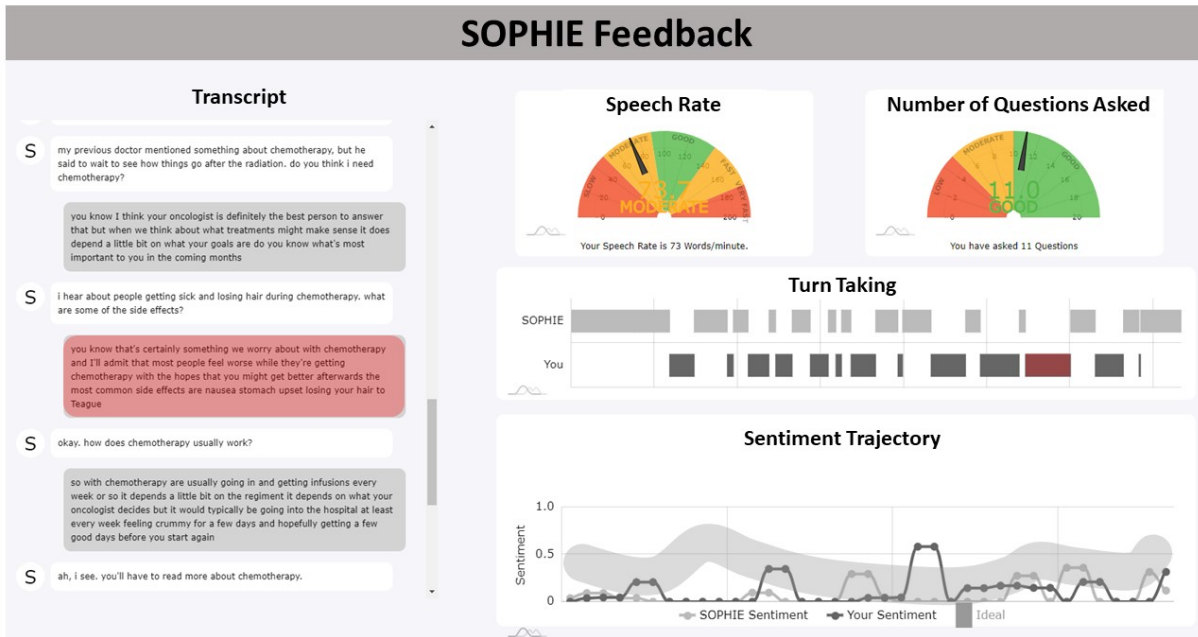 SOPHIE Feedback
Transcript
S
my previous doctor mentioned something about chemotherapy, but he
said to wait to see how things go after the radiation. do you think i need
chemotherapy?
you know I think your oncologist is definitely the best person to answer
that but when we think about what treatments might make sense it does
depend a little bit on what your goals are do you know what's most
important to you in the coming months
S
i hear about people getting sick and losing hair during chemotherapy. what
are some of the side effects?
you know that's certainly something we worry about with chemotherapy
and I'll admit that most people feel worse while they're getting
chemotherapy with the hopes that you might get better afterwards the
most common side effects are nausea stomach upset losing your hair to
Teague
S
okay. how does chemotherapy usually work?
so with chemotherapy are usually going in and getting infusions every
week or so it depends a little bit on the regiment it depends on what your
oncologist decides but it would typically be going into the hospital at least
every week feeling crummy for a few days and hopefully getting a few
good days before you start again
S
ah, i see. you'll have to read more about chemotherapy.
Speech Rate
SLOW
MODERATE
GOOD
FAST
VERY FAST
0
20
40
60
100
120
140
160
200
73.7
MODERATE
Your Speech Rate is 73 Words/minute.
Number of Questions Asked
LOW
MODERATE
GOOD
0
2
4
6
8
10
12
14
16
18
20
11.0
GOOD
You have asked 11 Questions
Turn Taking
SOPHIE
You
Sentiment Trajectory
Sentiment
1.0
0.5
0
SOPHIE Sentiment
Your Sentiment
Ideal